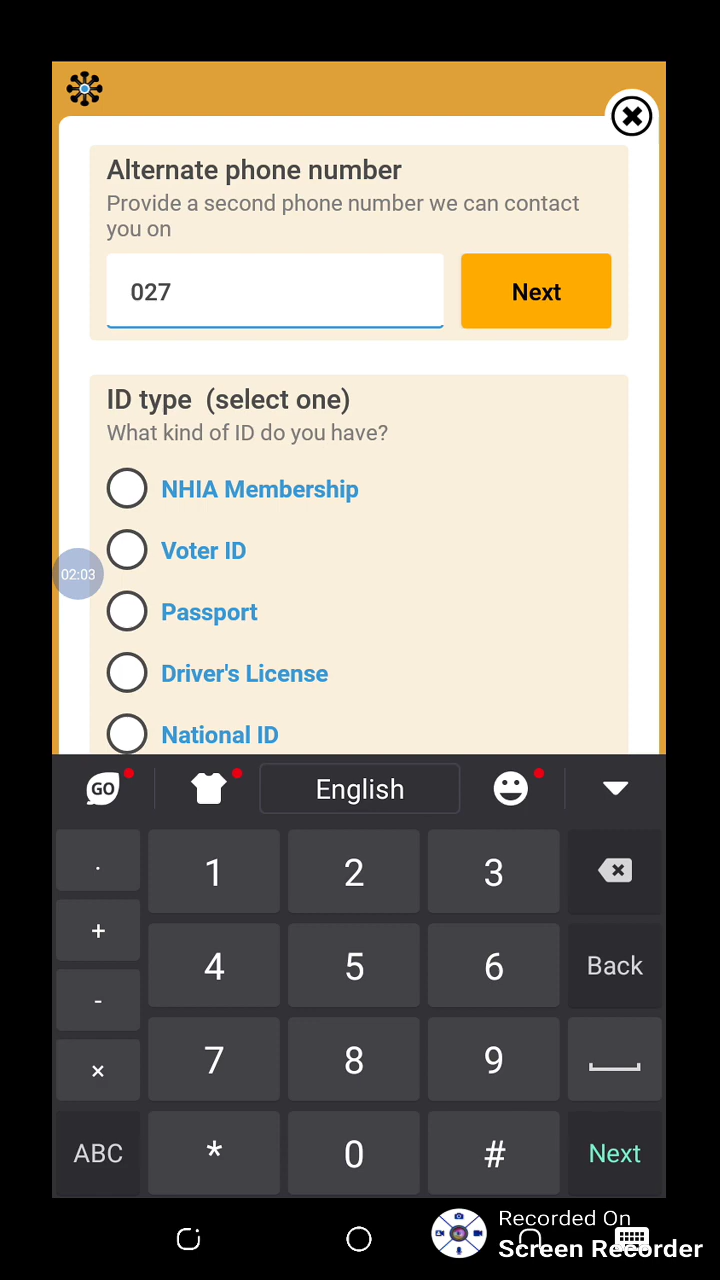 Alternate phone number
Provide a second phone number we can contact
you on
027
Next
ID type (select one)
What kind of ID do you have?
NHIA Membership
Voter ID
02:03
Passport
Driver's License
National ID
GO
English
.
1
2
3
+
4
5
6
Back
-
7
8
9
×
ABC
*
0
#
Next
Recorded On
Screen Recorder